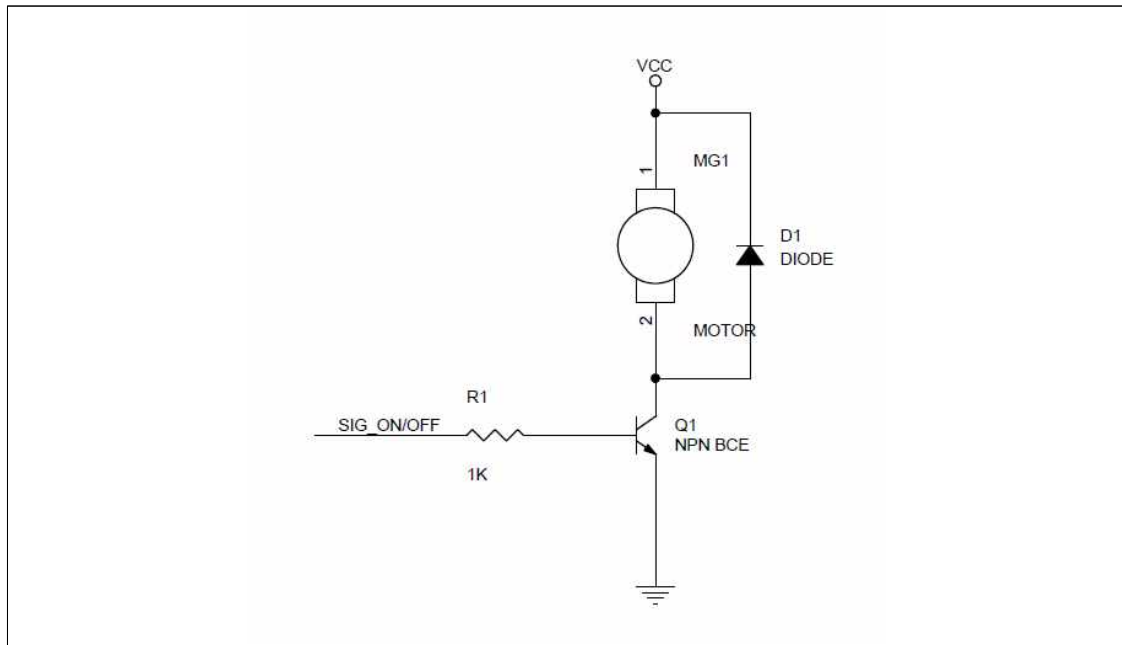 VCC
1
MG1
D1
DIODE
2
MOTOR
R1
SIG_ON/OFF
Q1
NPN BCE
1K